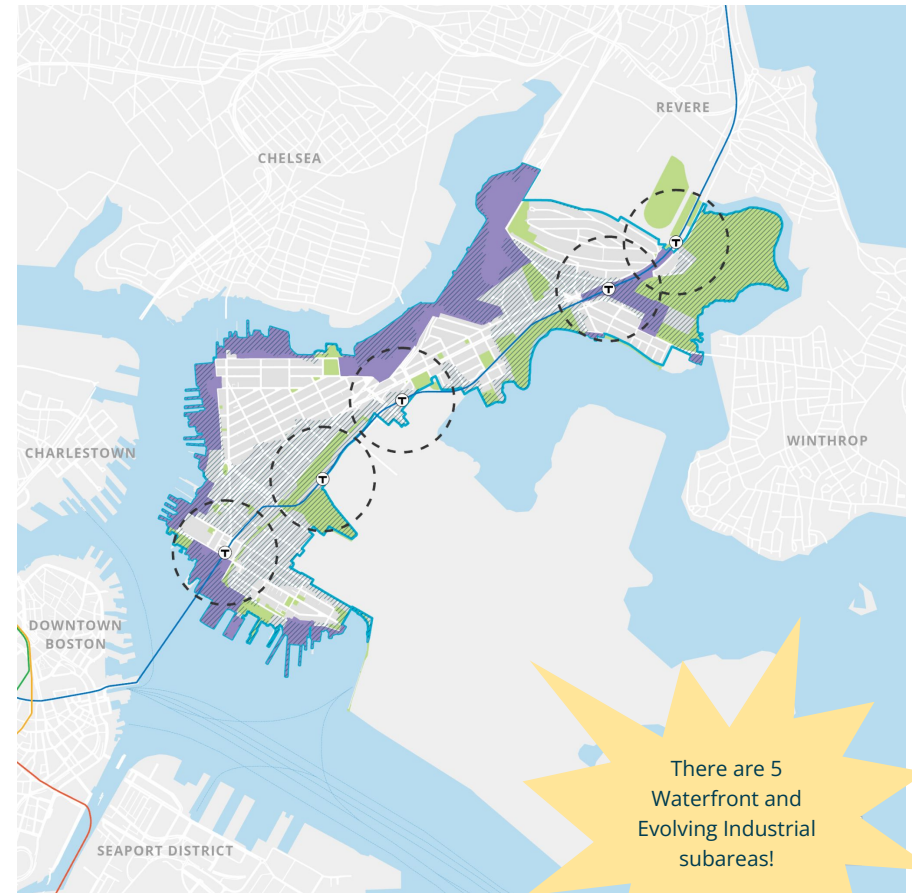 REVERE
CHELSEA
WINTHROP
CHARLESTOWN
DOWNTOWN
BOSTON
SEAPORT DISTRICT
T
T
T
T
T
There are 5
Waterfront and
Evolving Industrial
subareas!